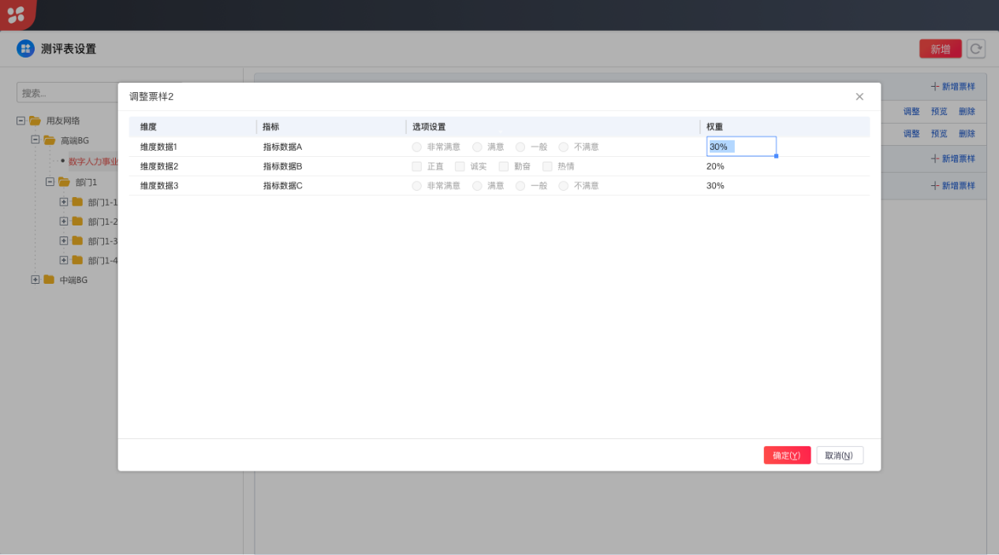 测评表设置
新增
搜索...
用友网络
高端BG
数字人力事业
部门1
部门1-1
部门1-2
部门1-3
部门1-4
中端BG
新增票样
调整 预览 删除
调整 预览 删除
新增票样
新增票样
调整票样2
维度 指标 选项设置 权重
维度数据1 指标数据A 非常满意 满意 一般 不满意 30%
维度数据2 指标数据B 正直 诚实 勤奋 热情 20%
维度数据3 指标数据C 非常满意 满意 一般 不满意 30%
确定(Y) 取消(N)